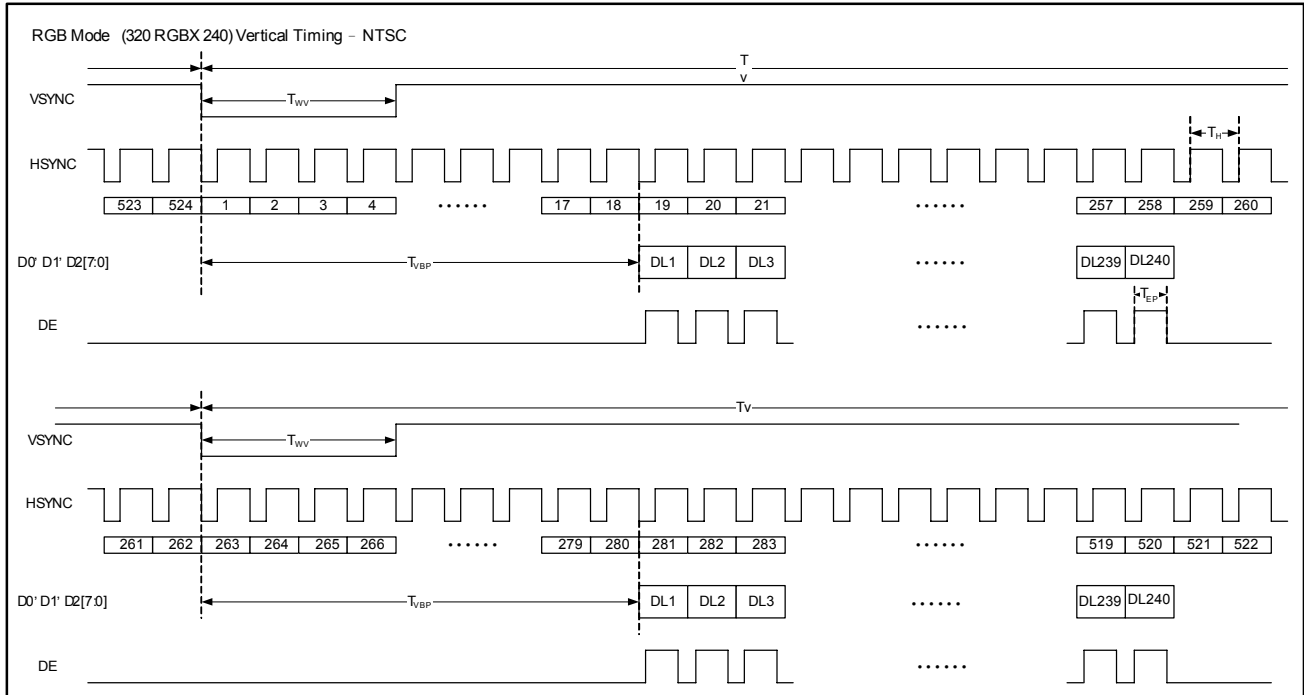 RGB Mode (320 RGBX 240) Vertical Timing - NTSC
T
v
VSYNC
TWV
TH
HSYNC
523 524 1 2 3 4 ······ 17 18 19 20 21 ······ 257 258 259 260
D0' D1' D2[7:0]
TVBP
DL1 DL2 DL3 ······ DL239 DL240
TEP
DE
······
Tv
VSYNC
TWV
HSYNC
261 262 263 264 265 266 ······ 279 280 281 282 283 ······ 519 520 521 522
D0' D1' D2[7:0]
TVBP
DL1 DL2 DL3 ······ DL239 DL240
DE
······